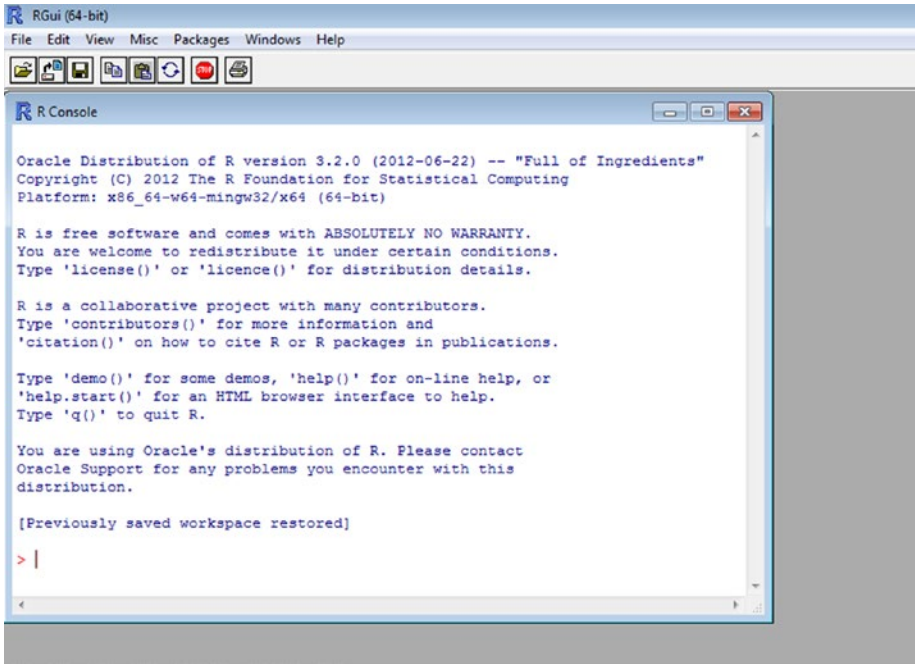 RGui (64-bit)
File Edit View Misc Packages Windows Help
STOP
R Console
Oracle Distribution of R version 3.2.0 (2012-06-22) -- "Full of Ingredients"
Copyright (C) 2012 The R Foundation for Statistical Computing
Platform: x86_64-w64-mingw32/x64 (64-bit)
R is free software and comes with ABSOLUTELY NO WARRANTY.
You are welcome to redistribute it under certain conditions.
Type 'license()' or 'licence()' for distribution details.
R is a collaborative project with many contributors.
Type 'contributors()' for more information and
'citation()' on how to cite R or R packages in publications.
Type 'demo()' for some demos, 'help()' for on-line help, or
'help.start()' for an HTML browser interface to help.
Type 'q()' to quit R.
You are using Oracle's distribution of R. Please contact
Oracle Support for any problems you encounter with this
distribution.
[Previously saved workspace restored]
>